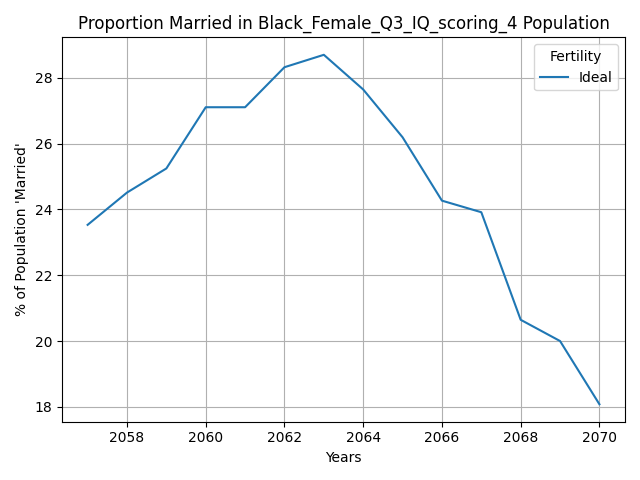 Proportion Married in Black_Female_Q3_IQ_scoring_4 Population
Fertility
Ideal
% of Population 'Married'
28
26
24
22
20
18
2058 2060 2062 2064 2066 2068 2070
Years